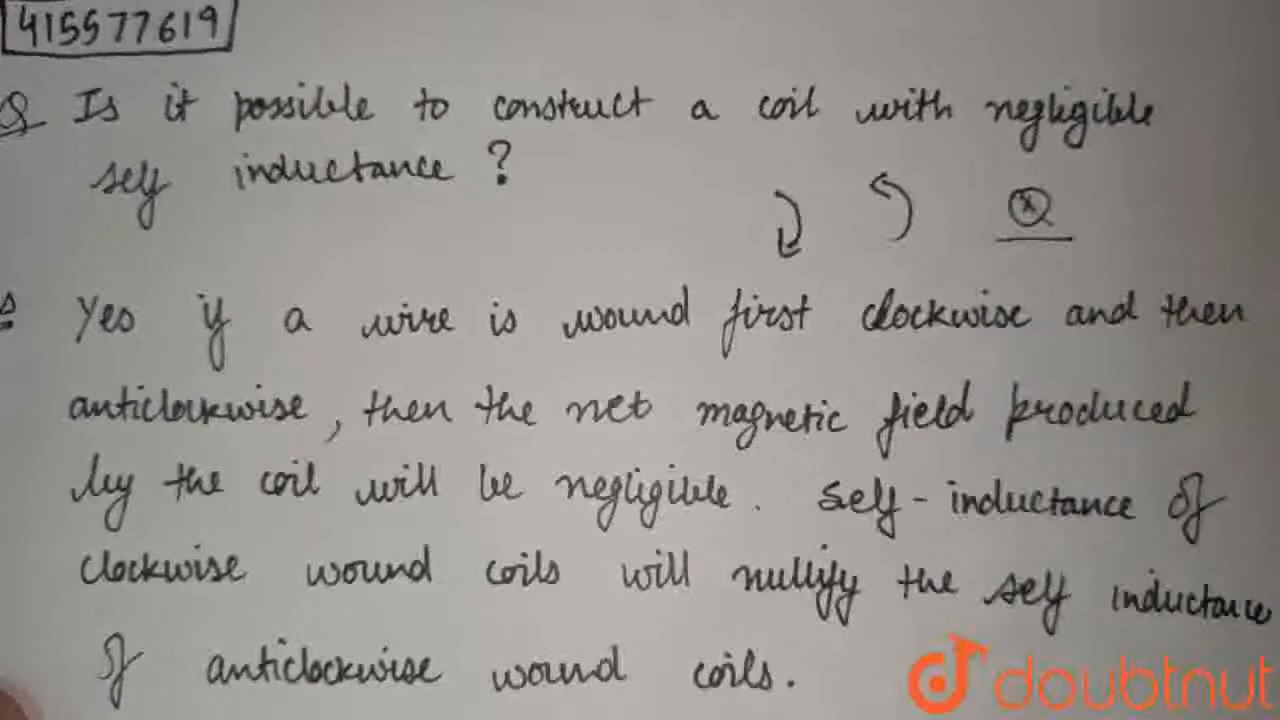 415577619
Q Is it possible to construct a coil with negligible
self inductance ?
Yes if a wire is wound first clockwise and then
anticlockwise, then the net magnetic field produced
by the coil will be negligible. Self-inductance of
clockwise wound coils will nullify the self inductance
of anticlockwise wound coils.
doubtnut